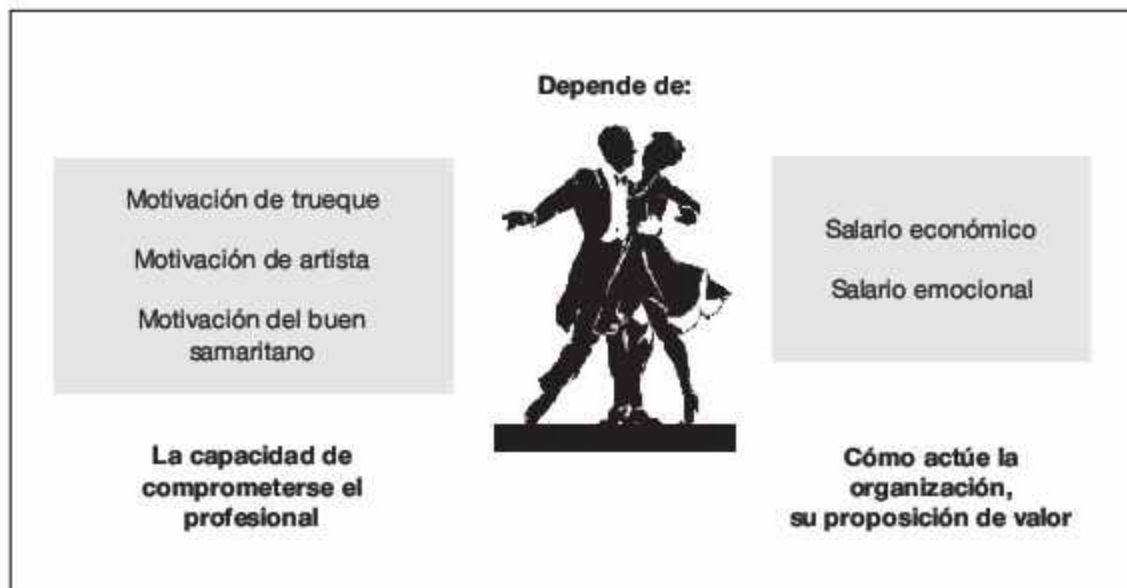 Depende de:
Motivación de trueque
Motivación de artista
Motivación del buen
samaritano
La capacidad de
comprometerse el
profesional
Salario económico
Salario emocional
Cómo actúe la
organización,
su proposición de valor